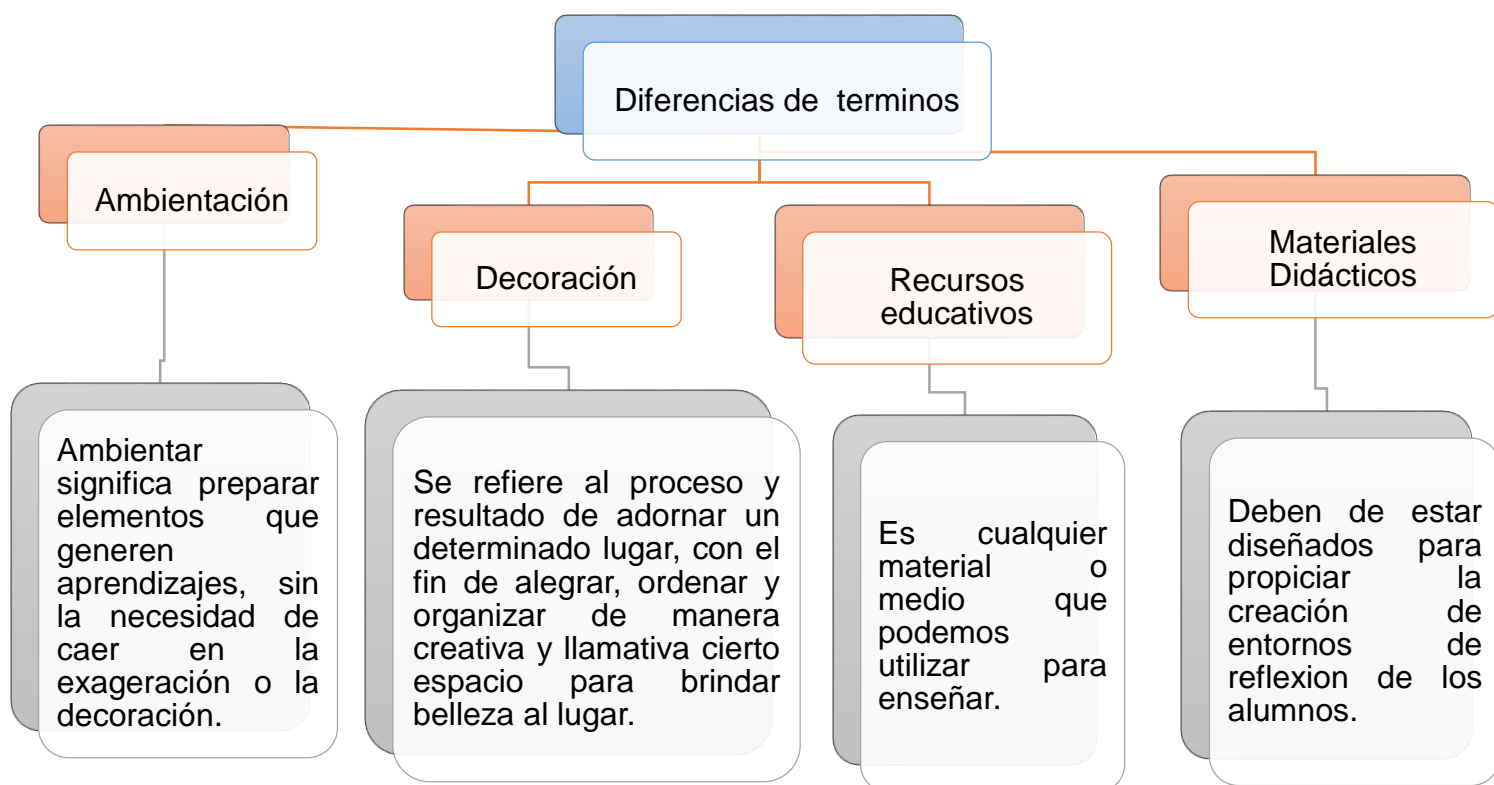 Diferencias de  terminos
Ambientación
Decoración
Recursos
educativos
Materiales
Didácticos
Ambientar
significa preparar
elementos que
generen
aprendizajes, sin
la necesidad de
caer en la
exageración o la
decoración.
Se refiere al proceso y
resultado de adornar un
determinado lugar, con el
fin de alegrar, ordenar y
organizar de manera
creativa y llamativa cierto
espacio para brindar
belleza al lugar.
Es cualquier
material o
medio que
podemos
utilizar para
enseñar.
Deben de estar
diseñados para
propiciar la
creación de
entornos de
reflexion de los
alumnos.